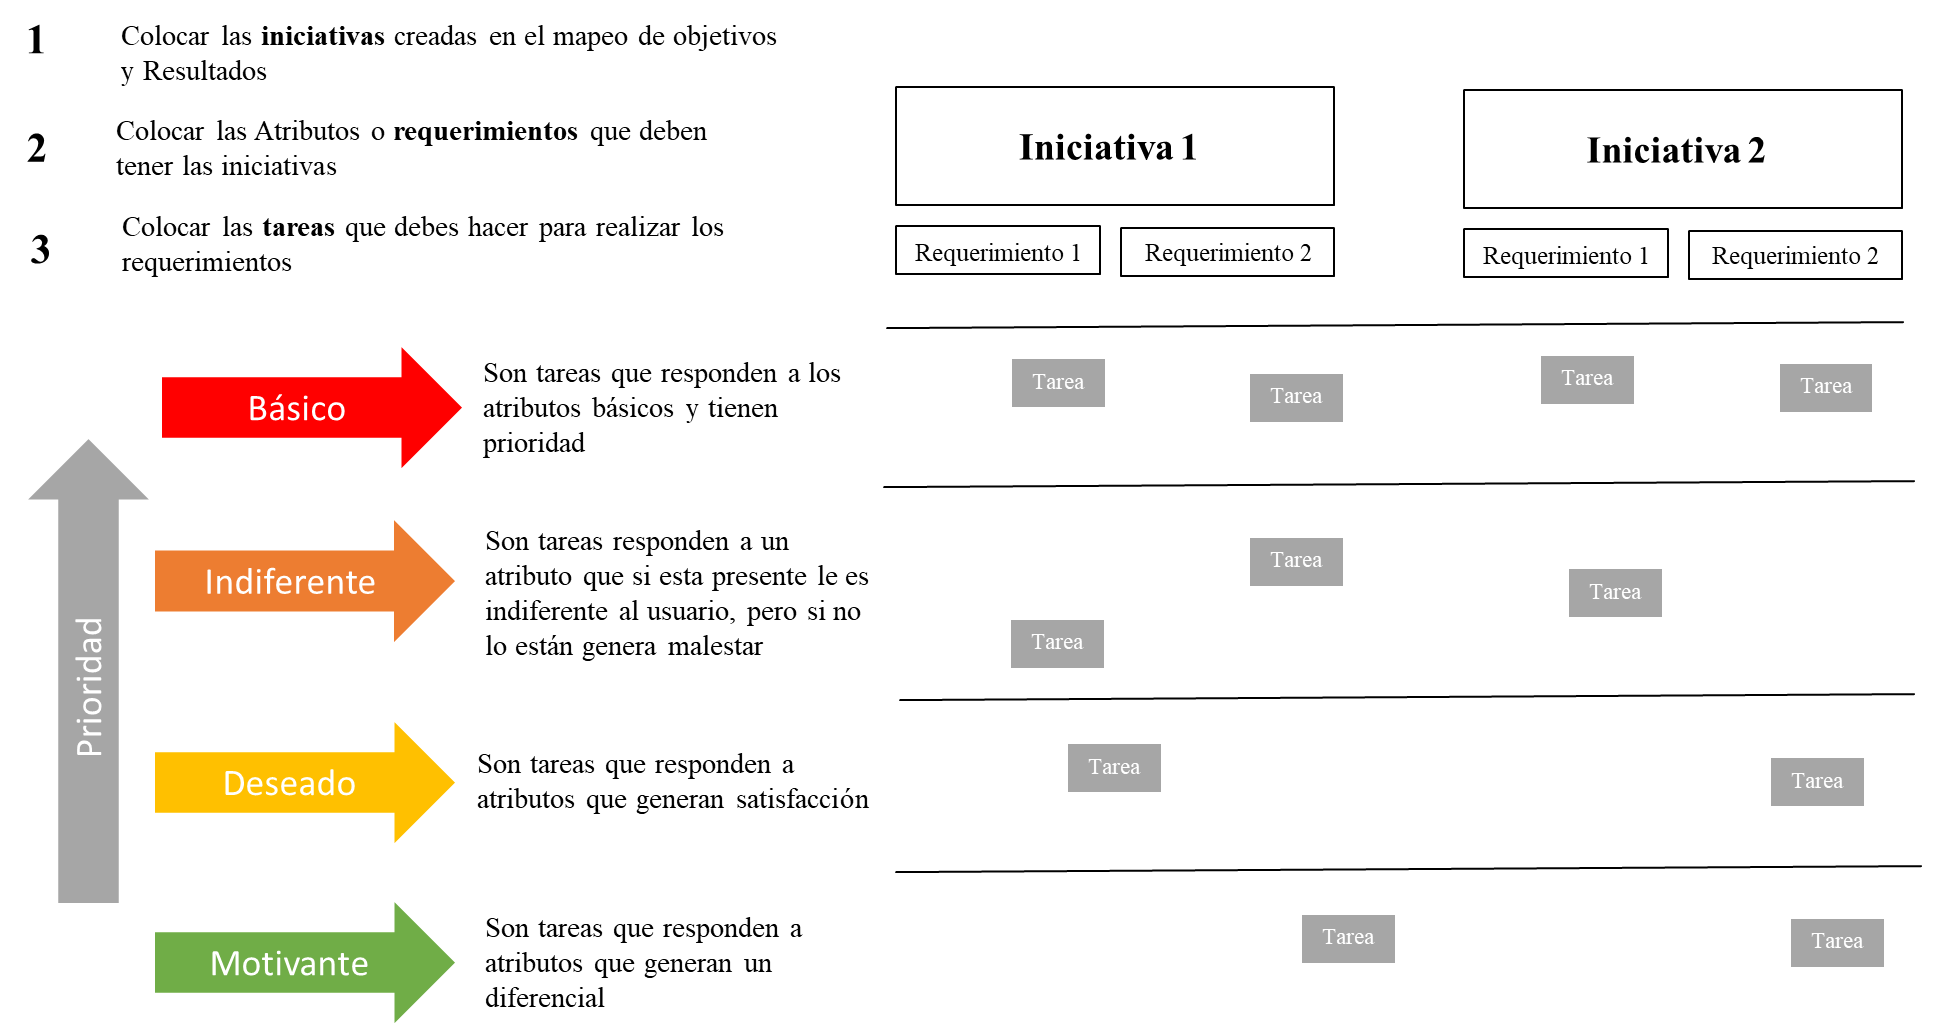 1
Colocar las iniciativas creadas en el mapeo de objetivos
y Resultados
2
Colocar las Atributos o requerimientos que deben
tener las iniciativas
3
Colocar las tareas que debes hacer para realizar los
requerimientos
Iniciativa 1
Iniciativa 2
Requerimiento 1
Requerimiento 2
Requerimiento 1
Requerimiento 2
Prioridad
Básico
Son tareas que responden a los
atributos básicos y tienen
prioridad
Tarea
Tarea
Tarea
Tarea
Indiferente
Son tareas responden a un
atributo que si esta presente le es
indiferente al usuario, pero si no
lo están genera malestar
Tarea
Tarea
Tarea
Deseado
Son tareas que responden a
atributos que generan satisfacción
Tarea
Tarea
Motivante
Son tareas que responden a
atributos que generan un
diferencial
Tarea
Tarea